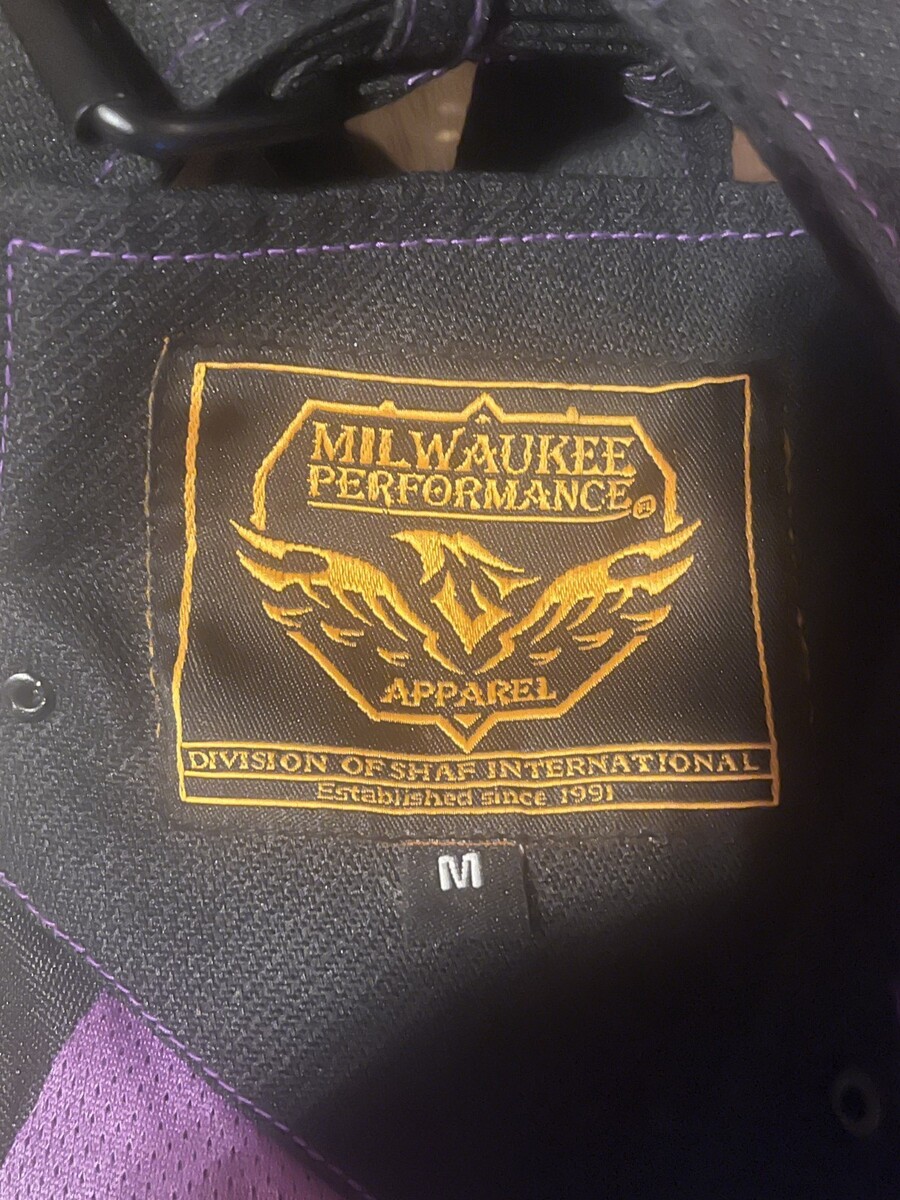 MILWAUKEE
PERFORMANCE
APPAREL
DIVISION OF SHAF INTERNATIONAL
Established since 1991
M